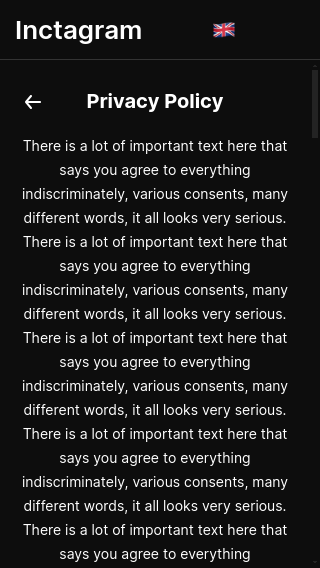 Inctagram
Privacy Policy
There is a lot of important text here that
says you agree to everything
indiscriminately, various consents, many
different words, it all looks very serious.
There is a lot of important text here that
says you agree to everything
indiscriminately, various consents, many
different words, it all looks very serious.
There is a lot of important text here that
says you agree to everything
indiscriminately, various consents, many
different words, it all looks very serious.
There is a lot of important text here that
says you agree to everything
indiscriminately, various consents, many
different words, it all looks very serious.
There is a lot of important text here that
says you agree to everything